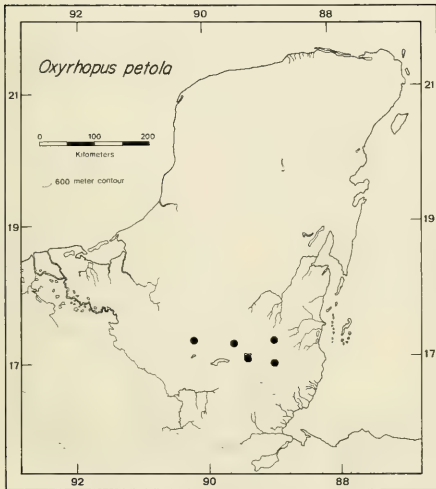 92 90 88
Oxyrhopus petola
21
21
0 100 200
Kilometers
600 meter contour
19
19
17
17
92 90 88